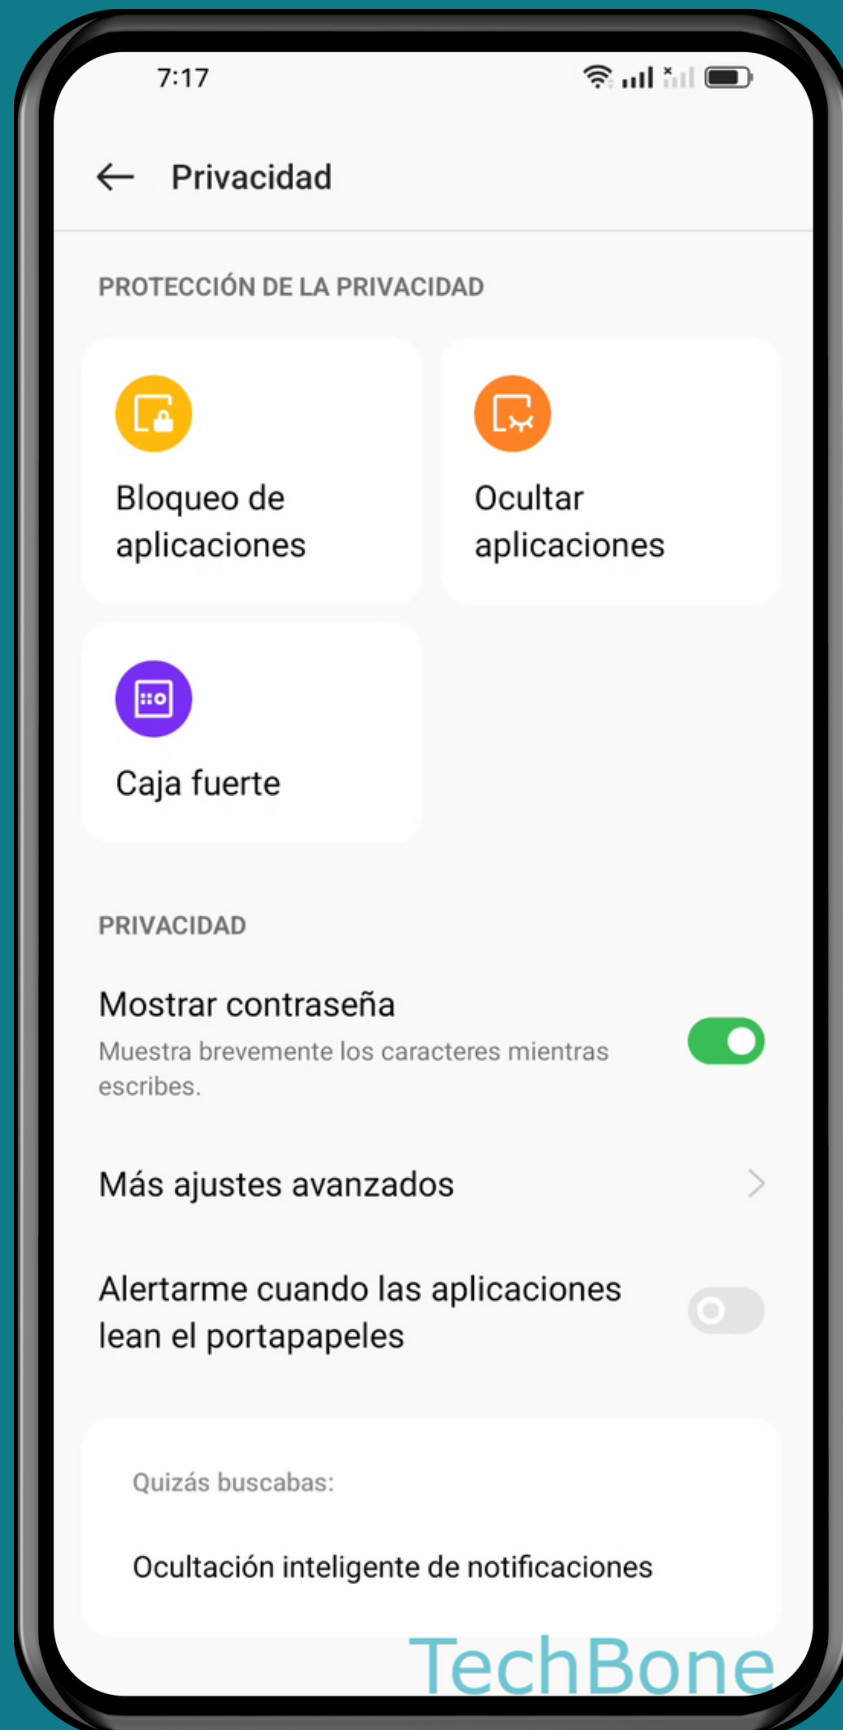 7:17
Privacidad
PROTECCIÓN DE LA PRIVACIDAD
Bloqueo de
aplicaciones
Ocultar
aplicaciones
Caja fuerte
PRIVACIDAD
Mostrar contraseña
Muestra brevemente los caracteres mientras
escribes.
Más ajustes avanzados
Alertarme cuando las aplicaciones
lean el portapapeles
Quizás buscabas:
Ocultación inteligente de notificaciones
TechBone